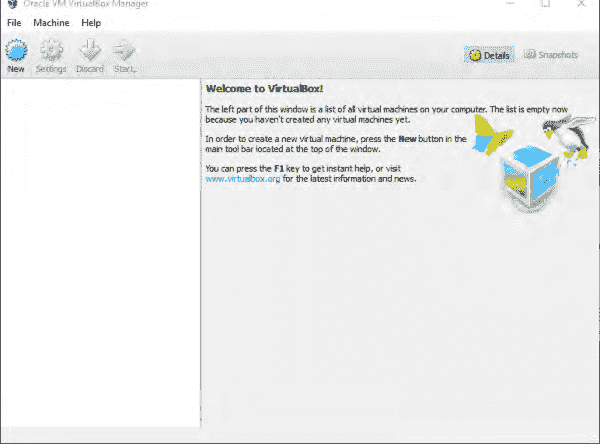 Oracle VM VirtualBox Manager
File Machine Help
New Settings Discard Start Details Snapshots
Welcome to VirtualBox!
The left part of this window is a list of all virtual machines on your computer. The list is empty now
because you haven't created any virtual machines yet.
In order to create a new virtual machine, press the New button in the
main tool bar located at the top of the window.
You can press the F1 key to get instant help, or visit
www.virtualbox.org for the latest information and news.